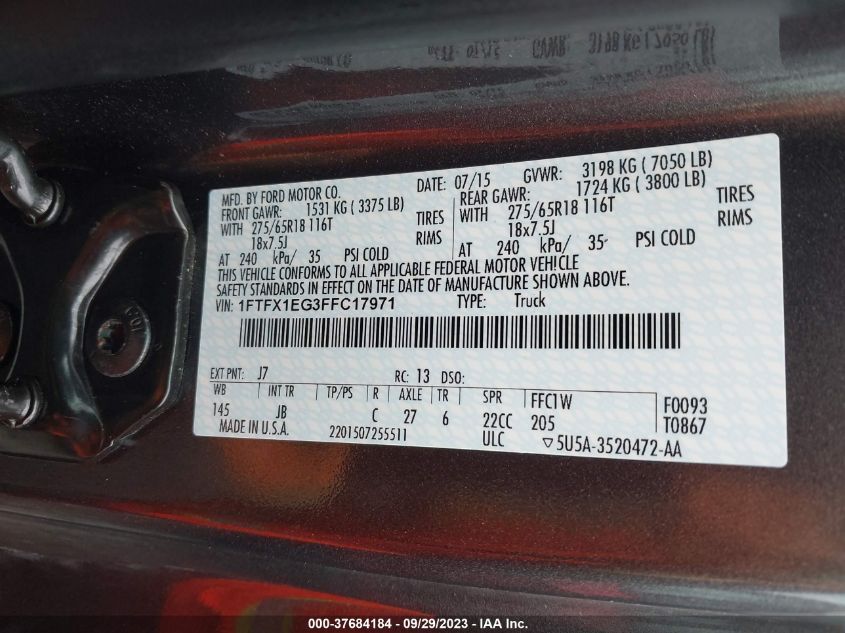 MFD. BY FORD MOTOR CO.
DATE: 07/15 GVWR: 3198 KG ( 7050 LB)
FRONT GAWR: 1531 KG ( 3375 LB)
REAR GAWR: 1724 KG ( 3800 LB)
WITH 275/65R18 116T TIRES
WITH 275/65R18 116T TIRES
18x7.5J RIMS
18x7.5J RIMS
AT 240 kPa/ 35 PSI COLD
AT 240 kPa/ 35 PSI COLD
THIS VEHICLE CONFORMS TO ALL APPLICABLE FEDERAL MOTOR VEHICLE
SAFETY STANDARDS IN EFFECT ON THE DATE OF MANUFACTURE SHOWN ABOVE.
VIN: 1FTFX1EG3FFC17971 TYPE: Truck
EXT PNT: J7 RC: 13 DSO:
WB INT TR TP/PS R AXLE TR SPR FFC1W F0093
145 JB C 27 6 22CC 205 T0867
MADE IN U.S.A. 2201507255511 ULC ▽5U5A-3520472-AA
000-37684184 - 09/29/2023 - IAA Inc.